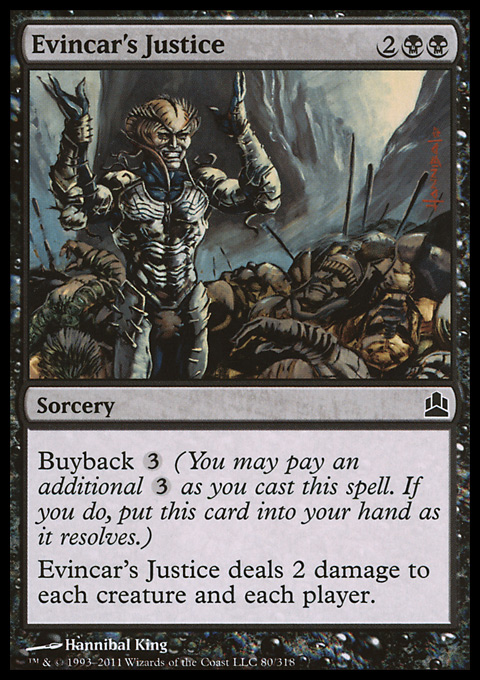 Evincar's Justice 2
Sorcery
Buyback 3 (You may pay an
additional 3 as you cast this spell. If
you do, put this card into your hand as
it resolves.)
Evincar's Justice deals 2 damage to
each creature and each player.
Hannibal King
™ & © 1993–2011 Wizards of the Coast LLC 80/318